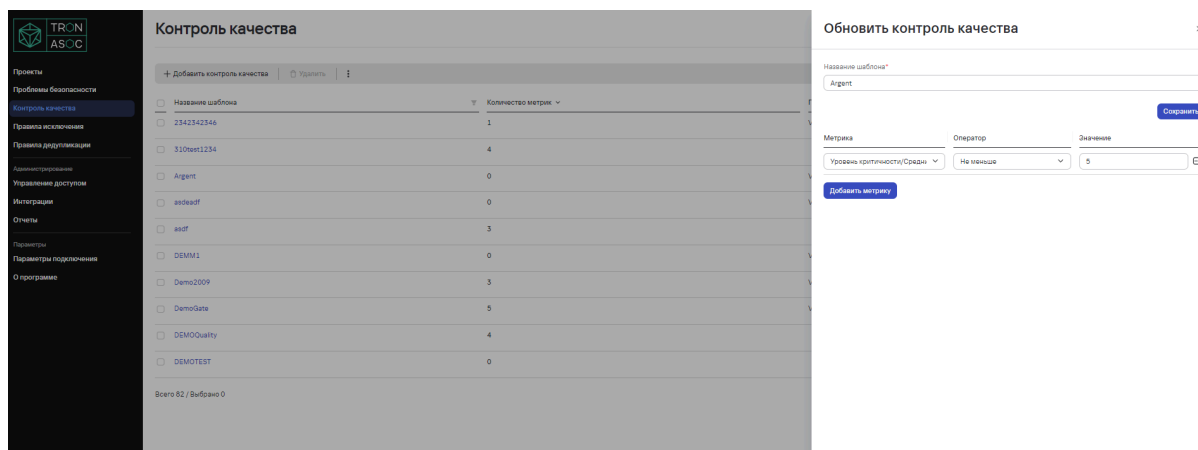 TRON
ASOC
Проекты
Проблемы безопасности
Контроль качества
Правила исключения
Правила дедупликации
Администрирование
Управление доступом
Интеграции
Отчеты
Параметры
Параметры подключения
О программе
Контроль качества
+ Добавить контроль качества Удалить
Название шаблона Количество метрик
2342342346 1
310test1234 4
Argent 0
asdeadf 0
asdf 3
DEMM1 0
Demo2009 3
DemoGate 5
DEMOQuality 4
DEMOTEST 0
Всего 82 / Выбрано 0
Обновить контроль качества
Название шаблона*
Argent
Сохранить
Метрика Оператор Значение
Уровень критичности/Средни Не меньше 5
Добавить метрику